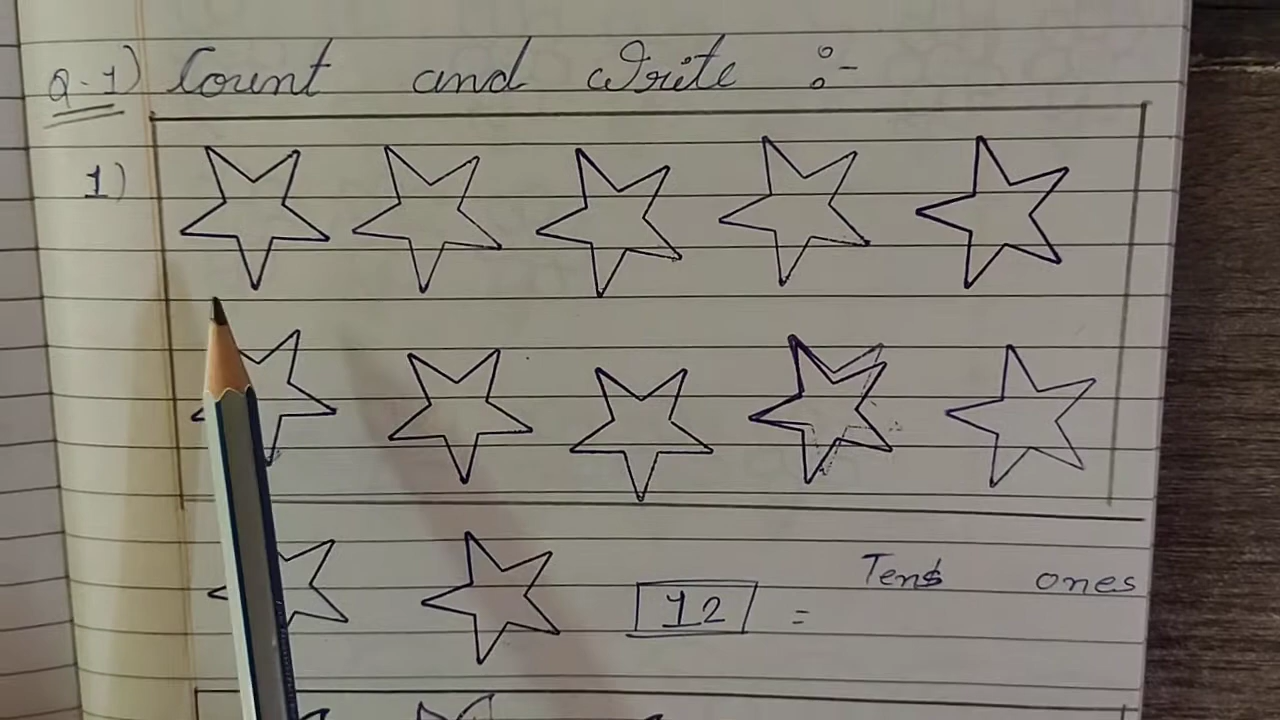 Q-1) Count and Write :-
1)
Tens ones
12 =